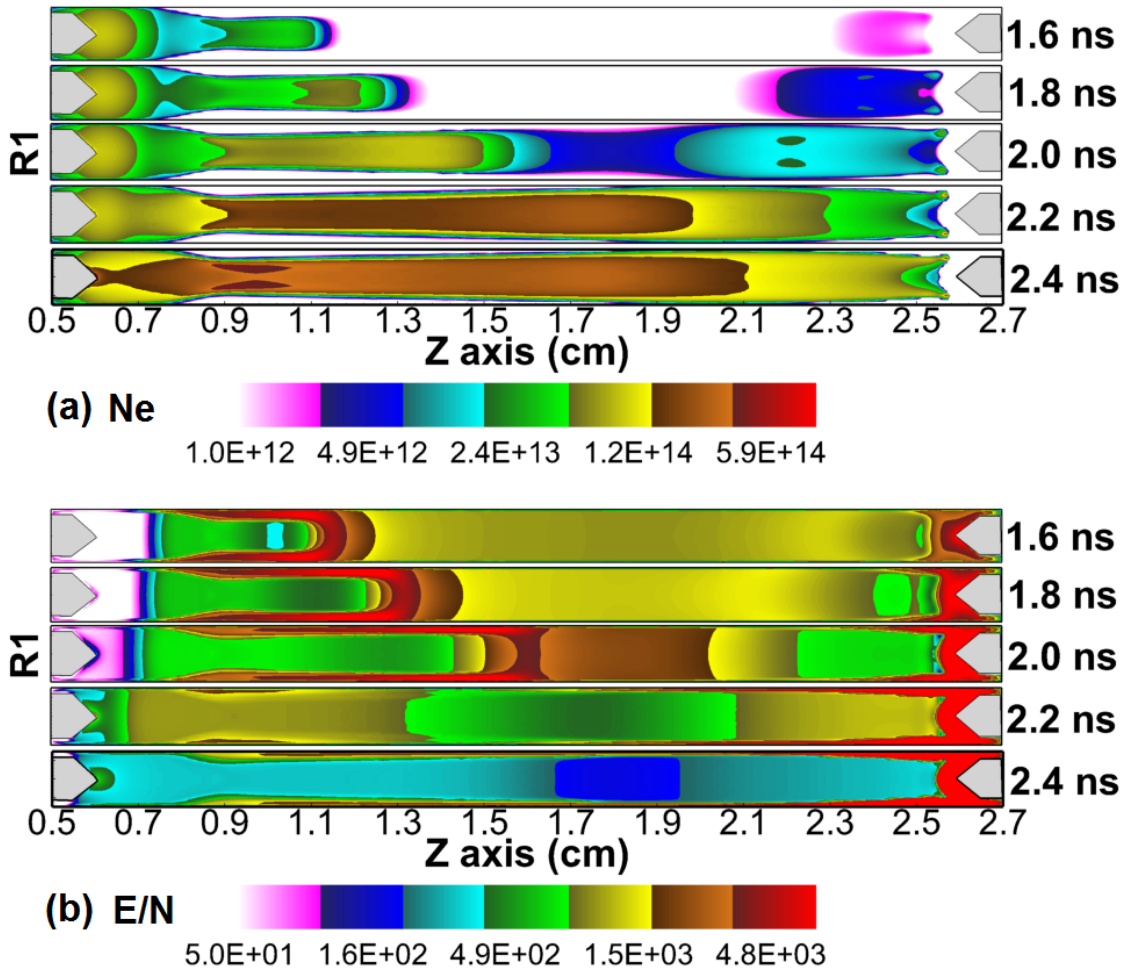 1.6 ns
1.8 ns
2.0 ns
2.2 ns
2.4 ns
R1
0.5 0.7 0.9 1.1 1.3 1.5 1.7 1.9 2.1 2.3 2.5 2.7
Z axis (cm)
(a) Ne
1.0E+12 4.9E+12 2.4E+13 1.2E+14 5.9E+14
1.6 ns
1.8 ns
2.0 ns
2.2 ns
2.4 ns
R1
0.5 0.7 0.9 1.1 1.3 1.5 1.7 1.9 2.1 2.3 2.5 2.7
Z axis (cm)
(b) E/N
5.0E+01 1.6E+02 4.9E+02 1.5E+03 4.8E+03